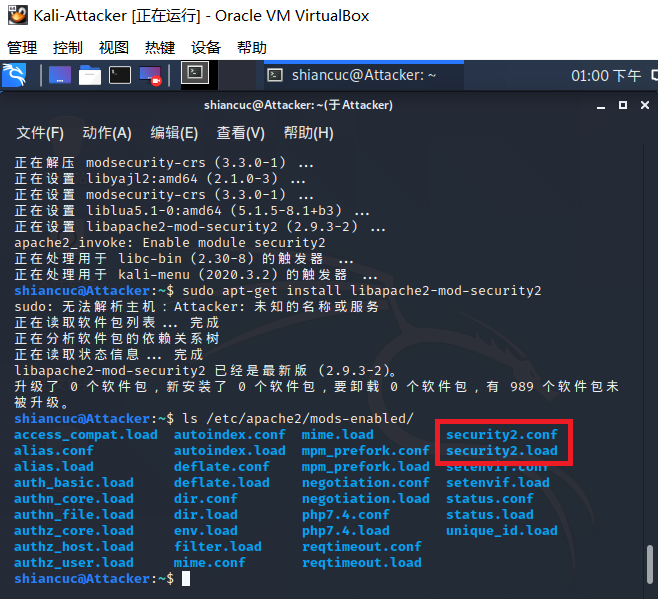 Kali-Attacker [正在运行] - Oracle VM VirtualBox
管理 控制 视图 热键 设备 帮助
shiancuc@Attacker: ~ 01:00 下午
shiancuc@Attacker: ~(于 Attacker)
文件(F) 动作(A) 编辑(E) 查看(V) 帮助(H)
正在解压 modsecurity-crs (3.3.0-1) ...
正在设置 libyajl2:amd64 (2.1.0-3) ...
正在设置 modsecurity-crs (3.3.0-1) ...
正在设置 liblua5.1-0:amd64 (5.1.5-8.1+b3) ...
正在设置 libapache2-mod-security2 (2.9.3-2) ...
apache2_invoke: Enable module security2
正在处理用于 libc-bin (2.30-8) 的触发器 ...
正在处理用于 kali-menu (2020.3.2) 的触发器 ...
shiancuc@Attacker:~$ sudo apt-get install libapache2-mod-security2
sudo: 无法解析主机：Attacker: 未知的名称或服务
正在读取软件包列表... 完成
正在分析软件包的依赖关系树
正在读取状态信息... 完成
libapache2-mod-security2 已经是最新版 (2.9.3-2)。
升级了 0 个软件包，新安装了 0 个软件包，要卸载 0 个软件包，有 989 个软件包未
被升级。
shiancuc@Attacker:~$ ls /etc/apache2/mods-enabled/
access_compat.load autoindex.conf mime.load security2.conf
alias.conf autoindex.load mpm_prefork.conf security2.load
alias.load deflate.conf mpm_prefork.load setenvif.conf
auth_basic.load deflate.load negotiation.conf setenvif.load
authn_core.load dir.conf negotiation.load status.conf
authn_file.load dir.load php7.4.conf status.load
authz_core.load env.load php7.4.load unique_id.load
authz_host.load filter.load reqtimeout.conf
authz_user.load mime.conf reqtimeout.load
shiancuc@Attacker:~$